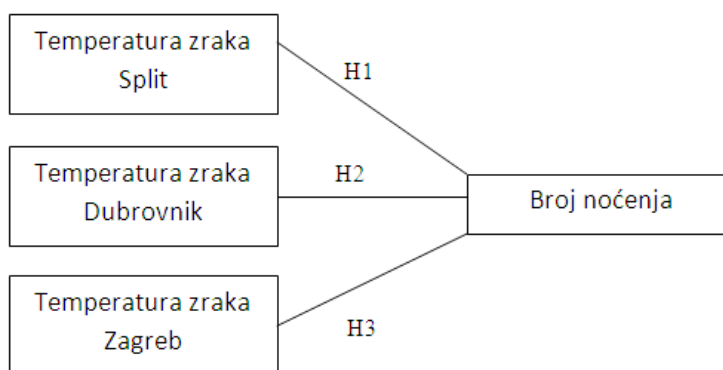 Temperatura zraka
Split
H1
Temperatura zraka
Dubrovnik
H2
Broj noćenja
Temperatura zraka
Zagreb
H3